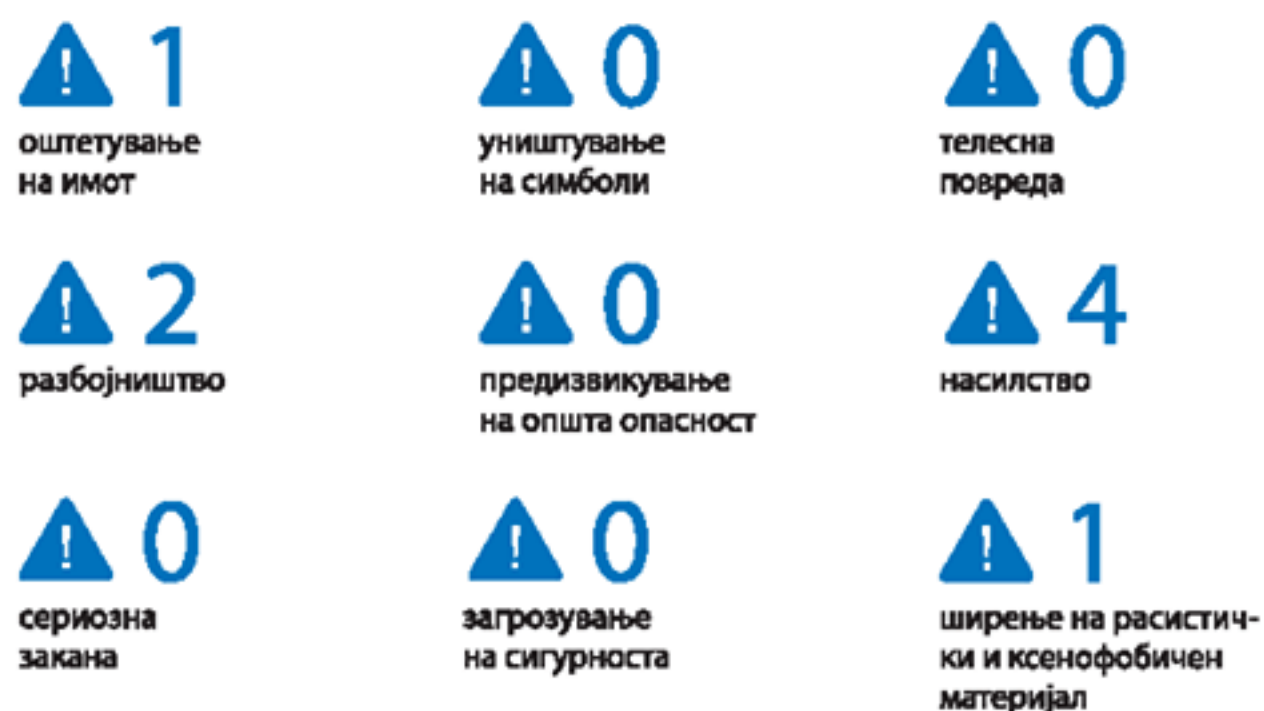 1
0
0
оштетување
на имот
уништување
на симболи
телесна
повреда
2
0
4
разбојништво
предизвикување
на општа опасност
насилство
0
0
1
сериозна
закана
загрозување
на сигурноста
ширење на расистич-
ки и ксенофобичен
материјал